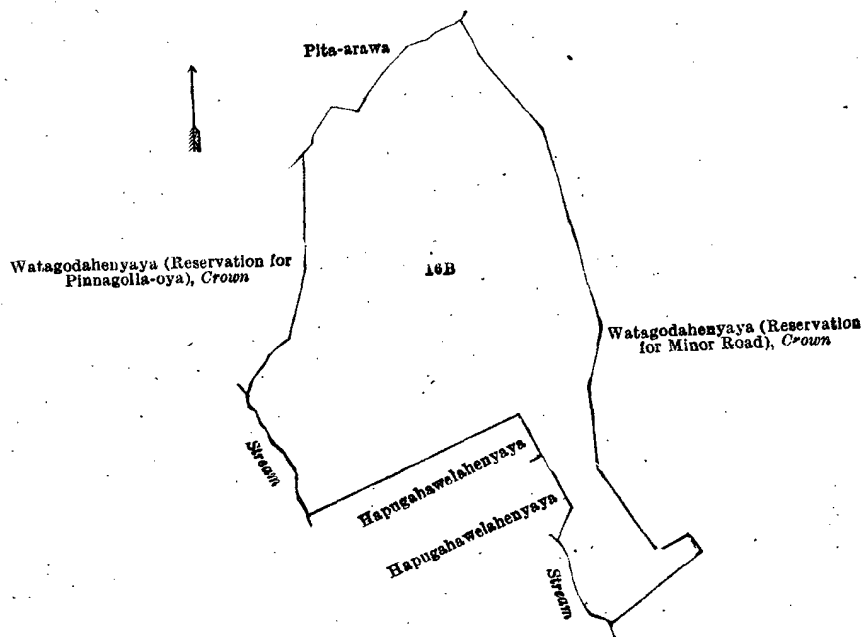 Pita-arawa
Watagodahenyaya (Reservation for
Pinnagolla-oya), Crown
16B
Watagodahenyaya (Reservation
for Minor Road), Crown
Stream
Hapugahawelahenyaya
Hapugahawelahenyaya
Stream